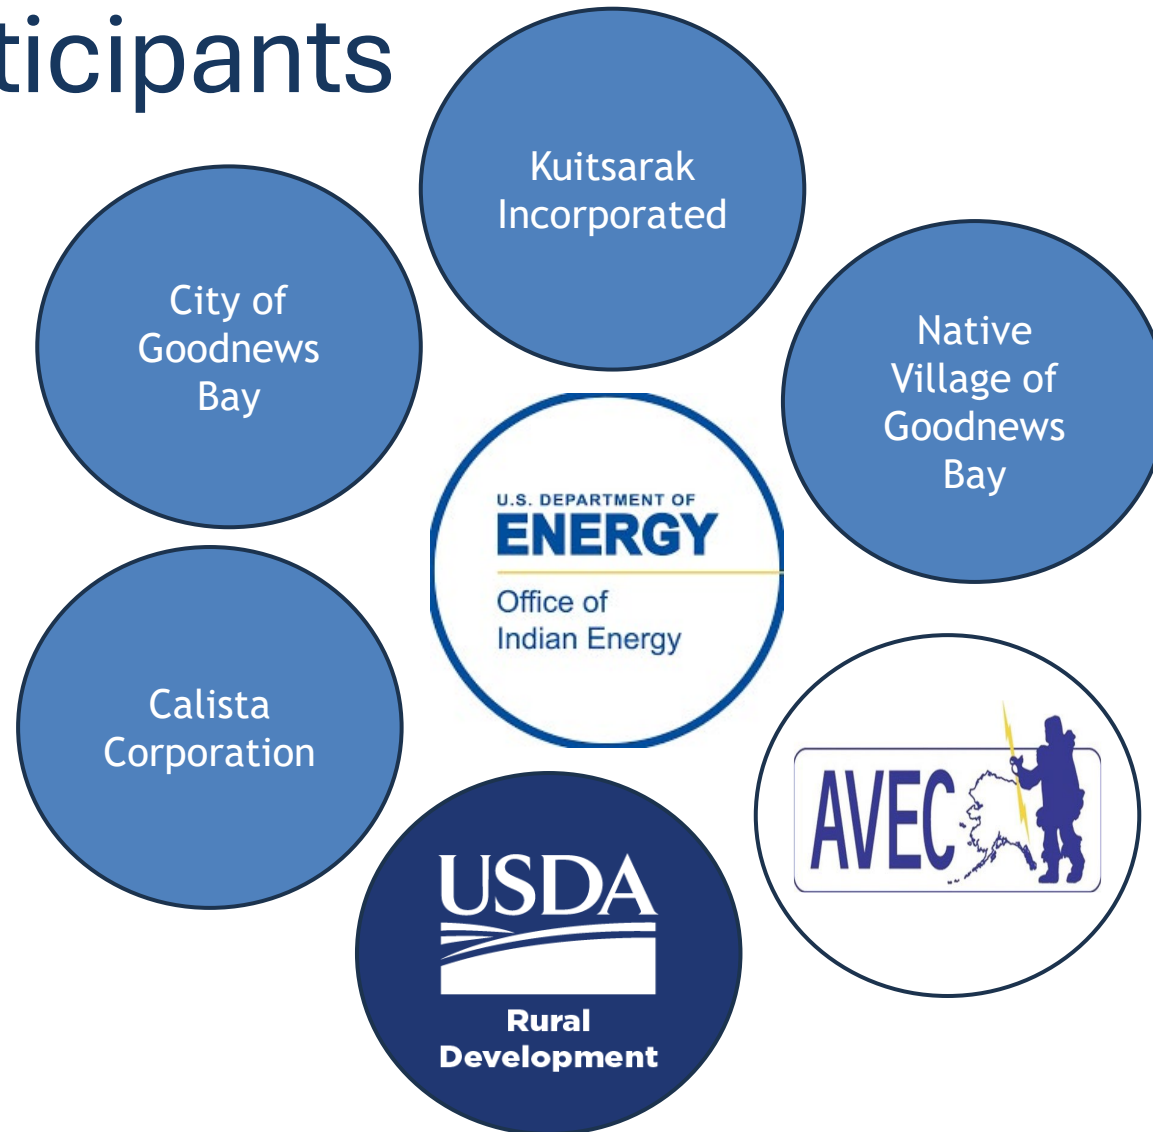 ticipants
Kuitsarak
Incorporated
City of
Goodnews
Bay
Native
Village of
Goodnews
Bay
U.S. DEPARTMENT OF
ENERGY
Office of
Indian Energy
Calista
Corporation
AVEC
USDA
Rural
Development